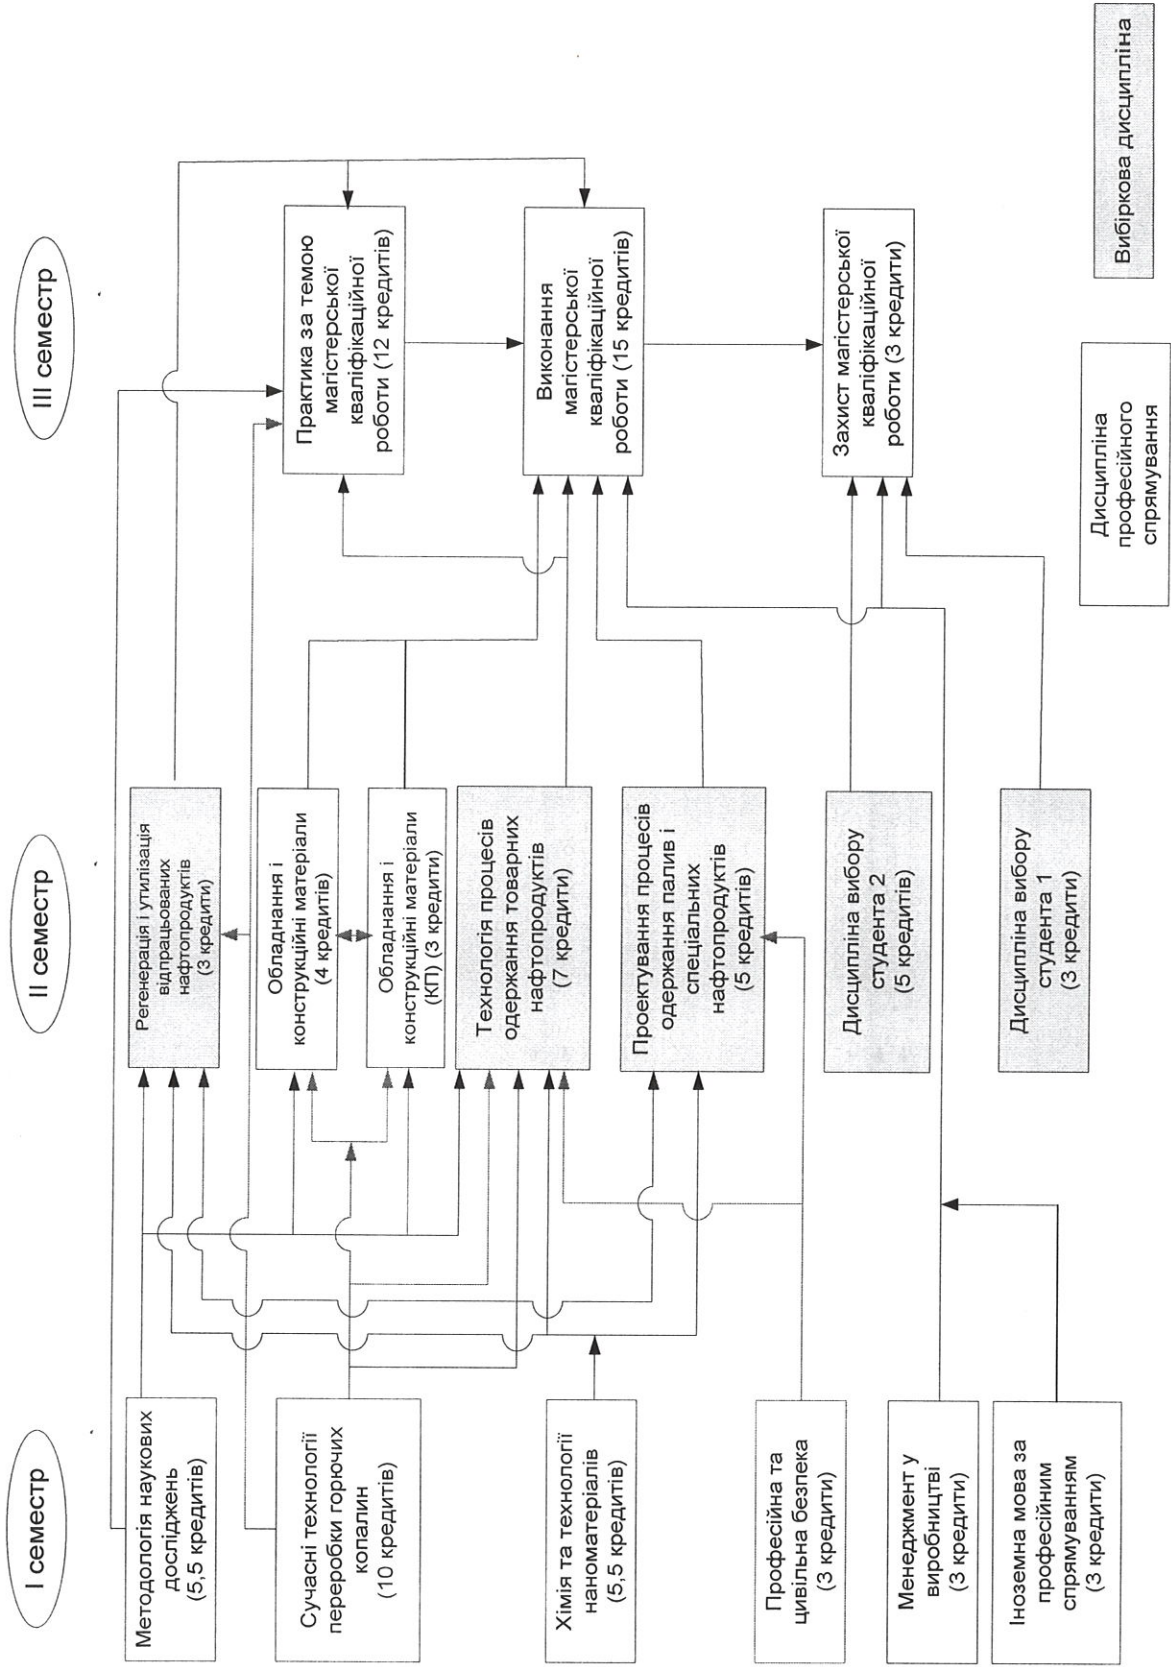 І семестр
Методологія наукових
досліджень
(5,5 кредитів)
Сучасні технології
переробки горючих
копалин
(10 кредитів)
Хімія та технології
наноматеріалів
(5,5 кредитів)
Професійна та
цивільна безпека
(3 кредити)
Менеджмент у
виробництві
(3 кредити)
Іноземна мова за
професійним
спрямуванням
(3 кредити)
ІІ семестр
Регенерація і утилізація
відпрацьованих
нафтопродуктів
(3 кредити)
Обладнання і
конструкційні матеріали
(4 кредитів)
Обладнання і
конструкційні матеріали
(КП) (3 кредити)
Технологія процесів
одержання товарних
нафтопродуктів
(7 кредити)
Проектування процесів
одержання палив і
спеціальних
нафтопродуктів
(5 кредитів)
Дисципліна вибору
студента 2
(5 кредитів)
Дисципліна вибору
студента 1
(3 кредити)
ІІІ семестр
Практика за темою
магістерської
кваліфікаційної
роботи (12 кредитів)
Виконання
магістерської
кваліфікаційної
роботи (15 кредитів)
Захист магістерської
кваліфікаційної
роботи (3 кредити)
Дисципліна
професійного
спрямування
Вибіркова дисципліна